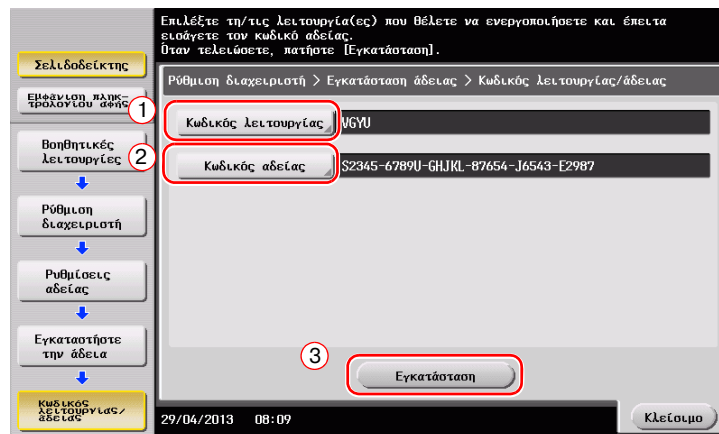 Επιλέξτε τη/τις λειτουργία(ες) που θέλετε να ενεργοποιήσετε και έπειτα
εισάγετε τον κωδικό αδείας.
Όταν τελειώσετε, πατήστε [Εγκατάσταση].
Σελιδοδείκτης
Ρύθμιση διαχειριστή > Εγκατάσταση άδειας > Κωδικός λειτουργίας/άδειας
Εμφάνιση πληκ-
τρολογίου αφής
1
Κωδικός λειτουργίας
VGYU
Βοηθητικές
λειτουργίες
2
Κωδικός αδείας
S2345-6789U-GHJKL-87654-J6543-E2987
Ρύθμιση
διαχειριστή
Ρυθμίσεις
αδείας
Εγκαταστήστε
την άδεια
3
Εγκατάσταση
Κωδικός
λειτουργίας/
άδειας
29/04/2013 08:09
Κλείσιμο